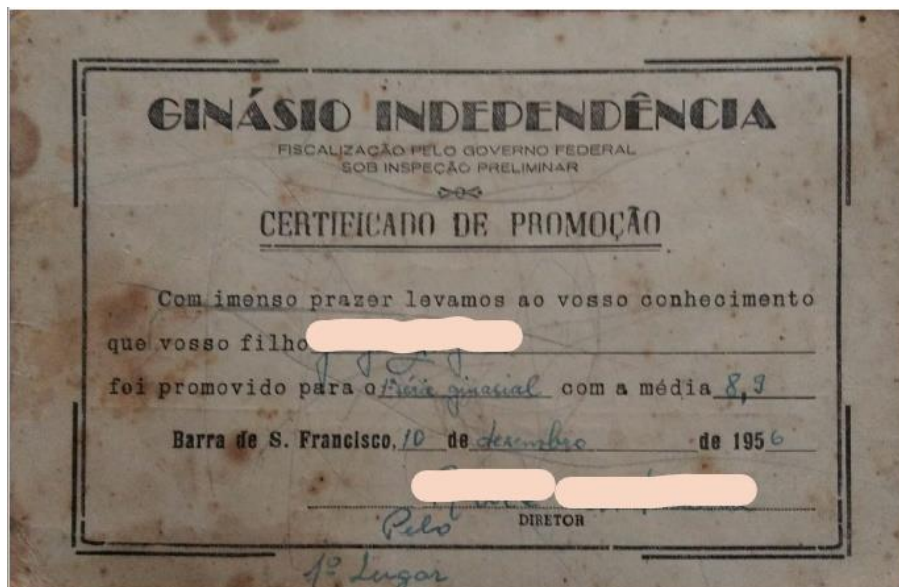 GINÁSIO INDEPENDÊNCIA
FISCALIZAÇÃO PELO GOVERNO FEDERAL
SOB INSPEÇÃO PRELIMINAR
CERTIFICADO DE PROMOÇÃO
Com imenso prazer levamos ao vosso conhecimento
que vosso filho
foi promovido para o 1ª série ginasial com a média 8,9
Barra de S. Francisco, 10 de dezembro de 1956
Pelo DIRETOR
1º Lugar